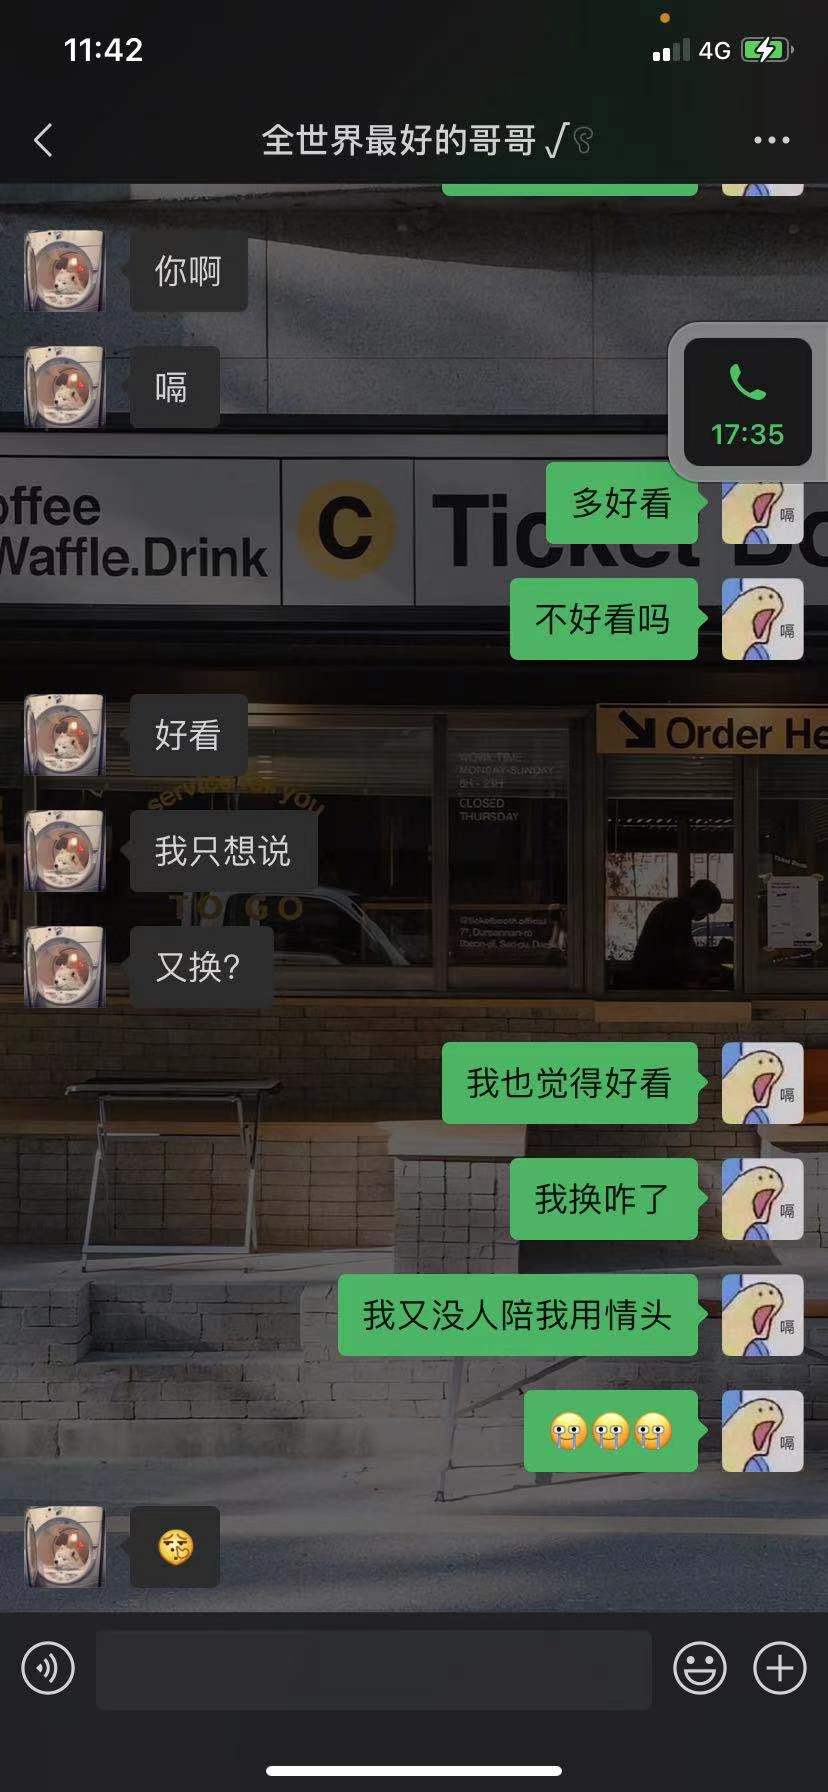 11:42
4G
全世界最好的哥哥√
你啊
嗝
17:35
多好看
嗝
不好看吗
嗝
好看
我只想说
又换?
我也觉得好看
嗝
我换咋了
嗝
我又没人陪我用情头
嗝
嗝
offee
Waffle.Drink
C
Ticket Bo
Order He
service for you
TO GO
WORK TIME
MONDAY-SUNDAY
CLOSED
THURSDAY